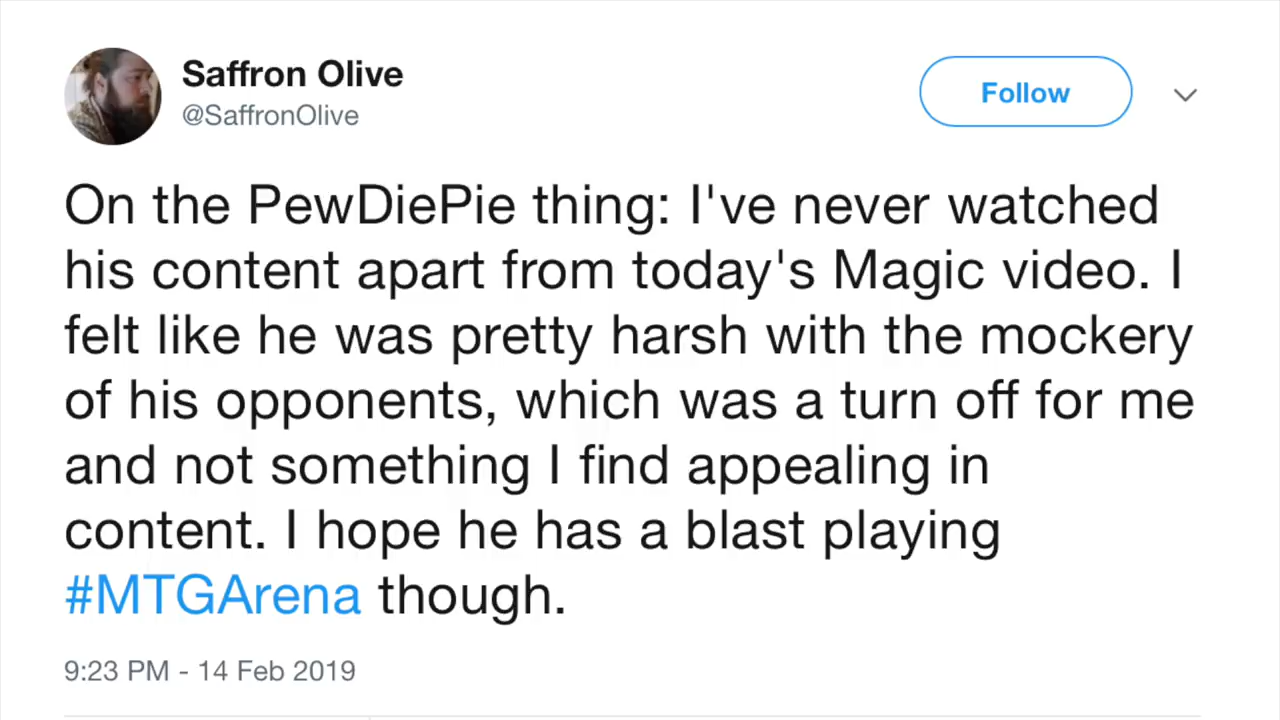 Saffron Olive
@SaffronOlive
Follow
On the PewDiePie thing: I've never watched
his content apart from today's Magic video. I
felt like he was pretty harsh with the mockery
of his opponents, which was a turn off for me
and not something I find appealing in
content. I hope he has a blast playing
#MTGArena though.
9:23 PM - 14 Feb 2019